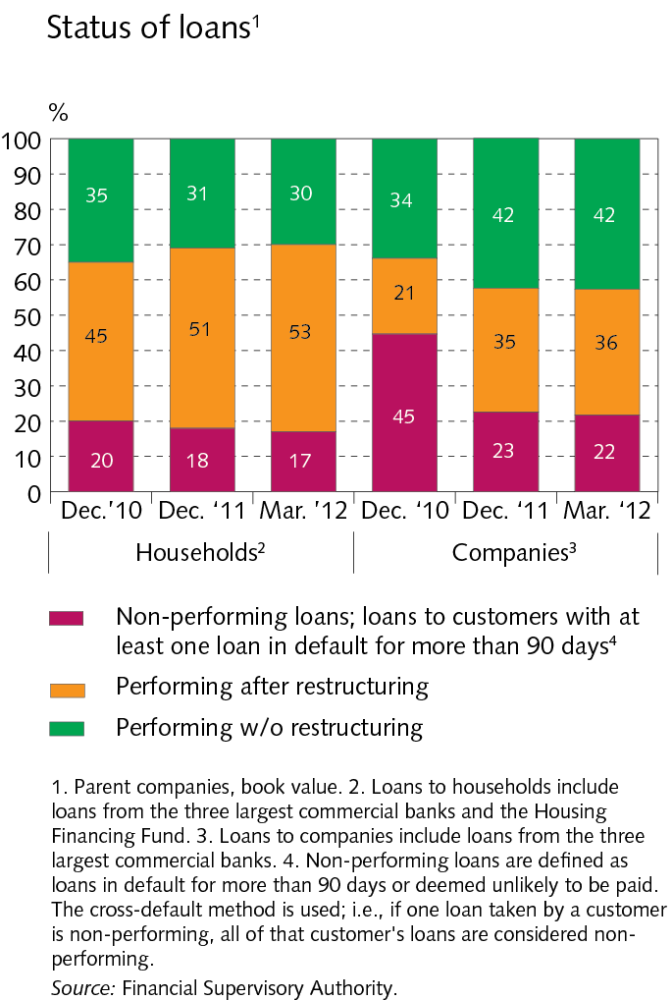 Status of loans¹
%
100
90
80
70
60
50
40
30
20
10
0
35
31
30
34
42
42
45
51
53
21
35
36
20
18
17
45
23
22
Dec.’10 Dec. ‘11 Mar. ’12 Dec. ‘10 Dec. ‘11 Mar. ‘12
Households² Companies³
Non-performing loans; loans to customers with at
least one loan in default for more than 90 days⁴
Performing after restructuring
Performing w/o restructuring
1. Parent companies, book value. 2. Loans to households include
loans from the three largest commercial banks and the Housing
Financing Fund. 3. Loans to companies include loans from the three
largest commercial banks. 4. Non-performing loans are defined as
loans in default for more than 90 days or deemed unlikely to be paid.
The cross-default method is used; i.e., if one loan taken by a customer
is non-performing, all of that customer's loans are considered non-
performing.
Source: Financial Supervisory Authority.